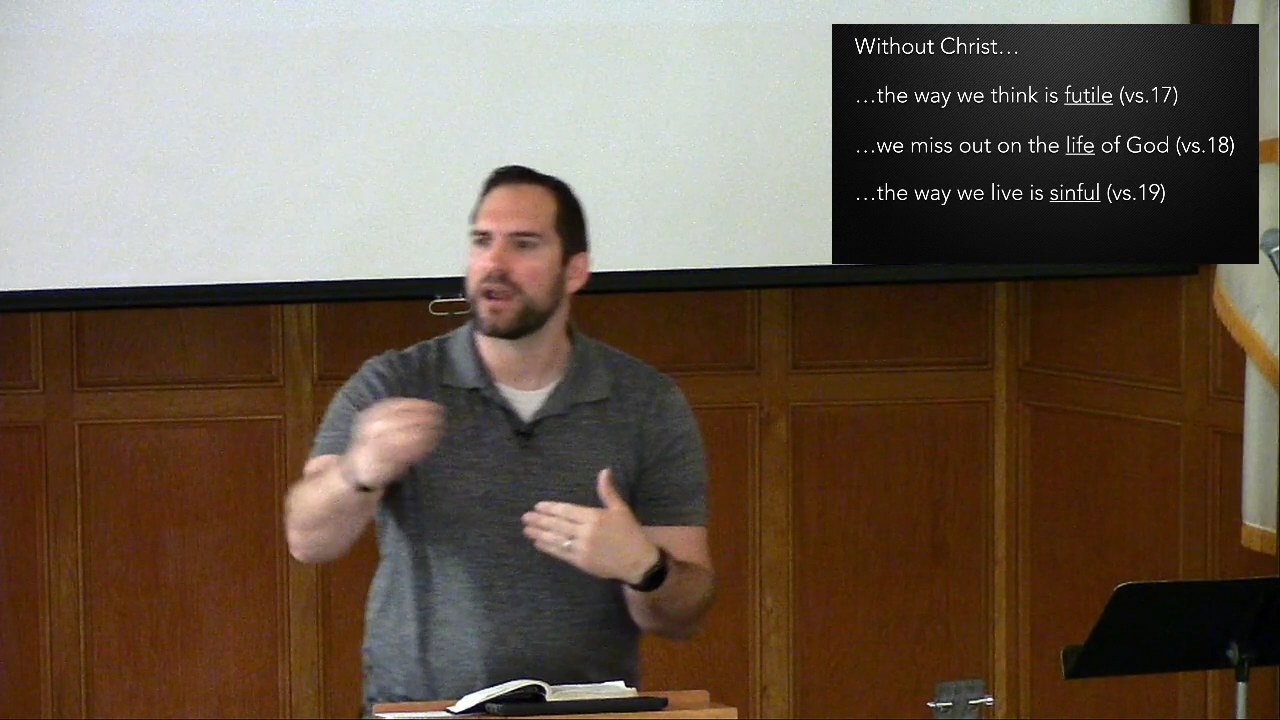 Without Christ…
…the way we think is futile (vs.17)
…we miss out on the life of God (vs.18)
…the way we live is sinful (vs.19)